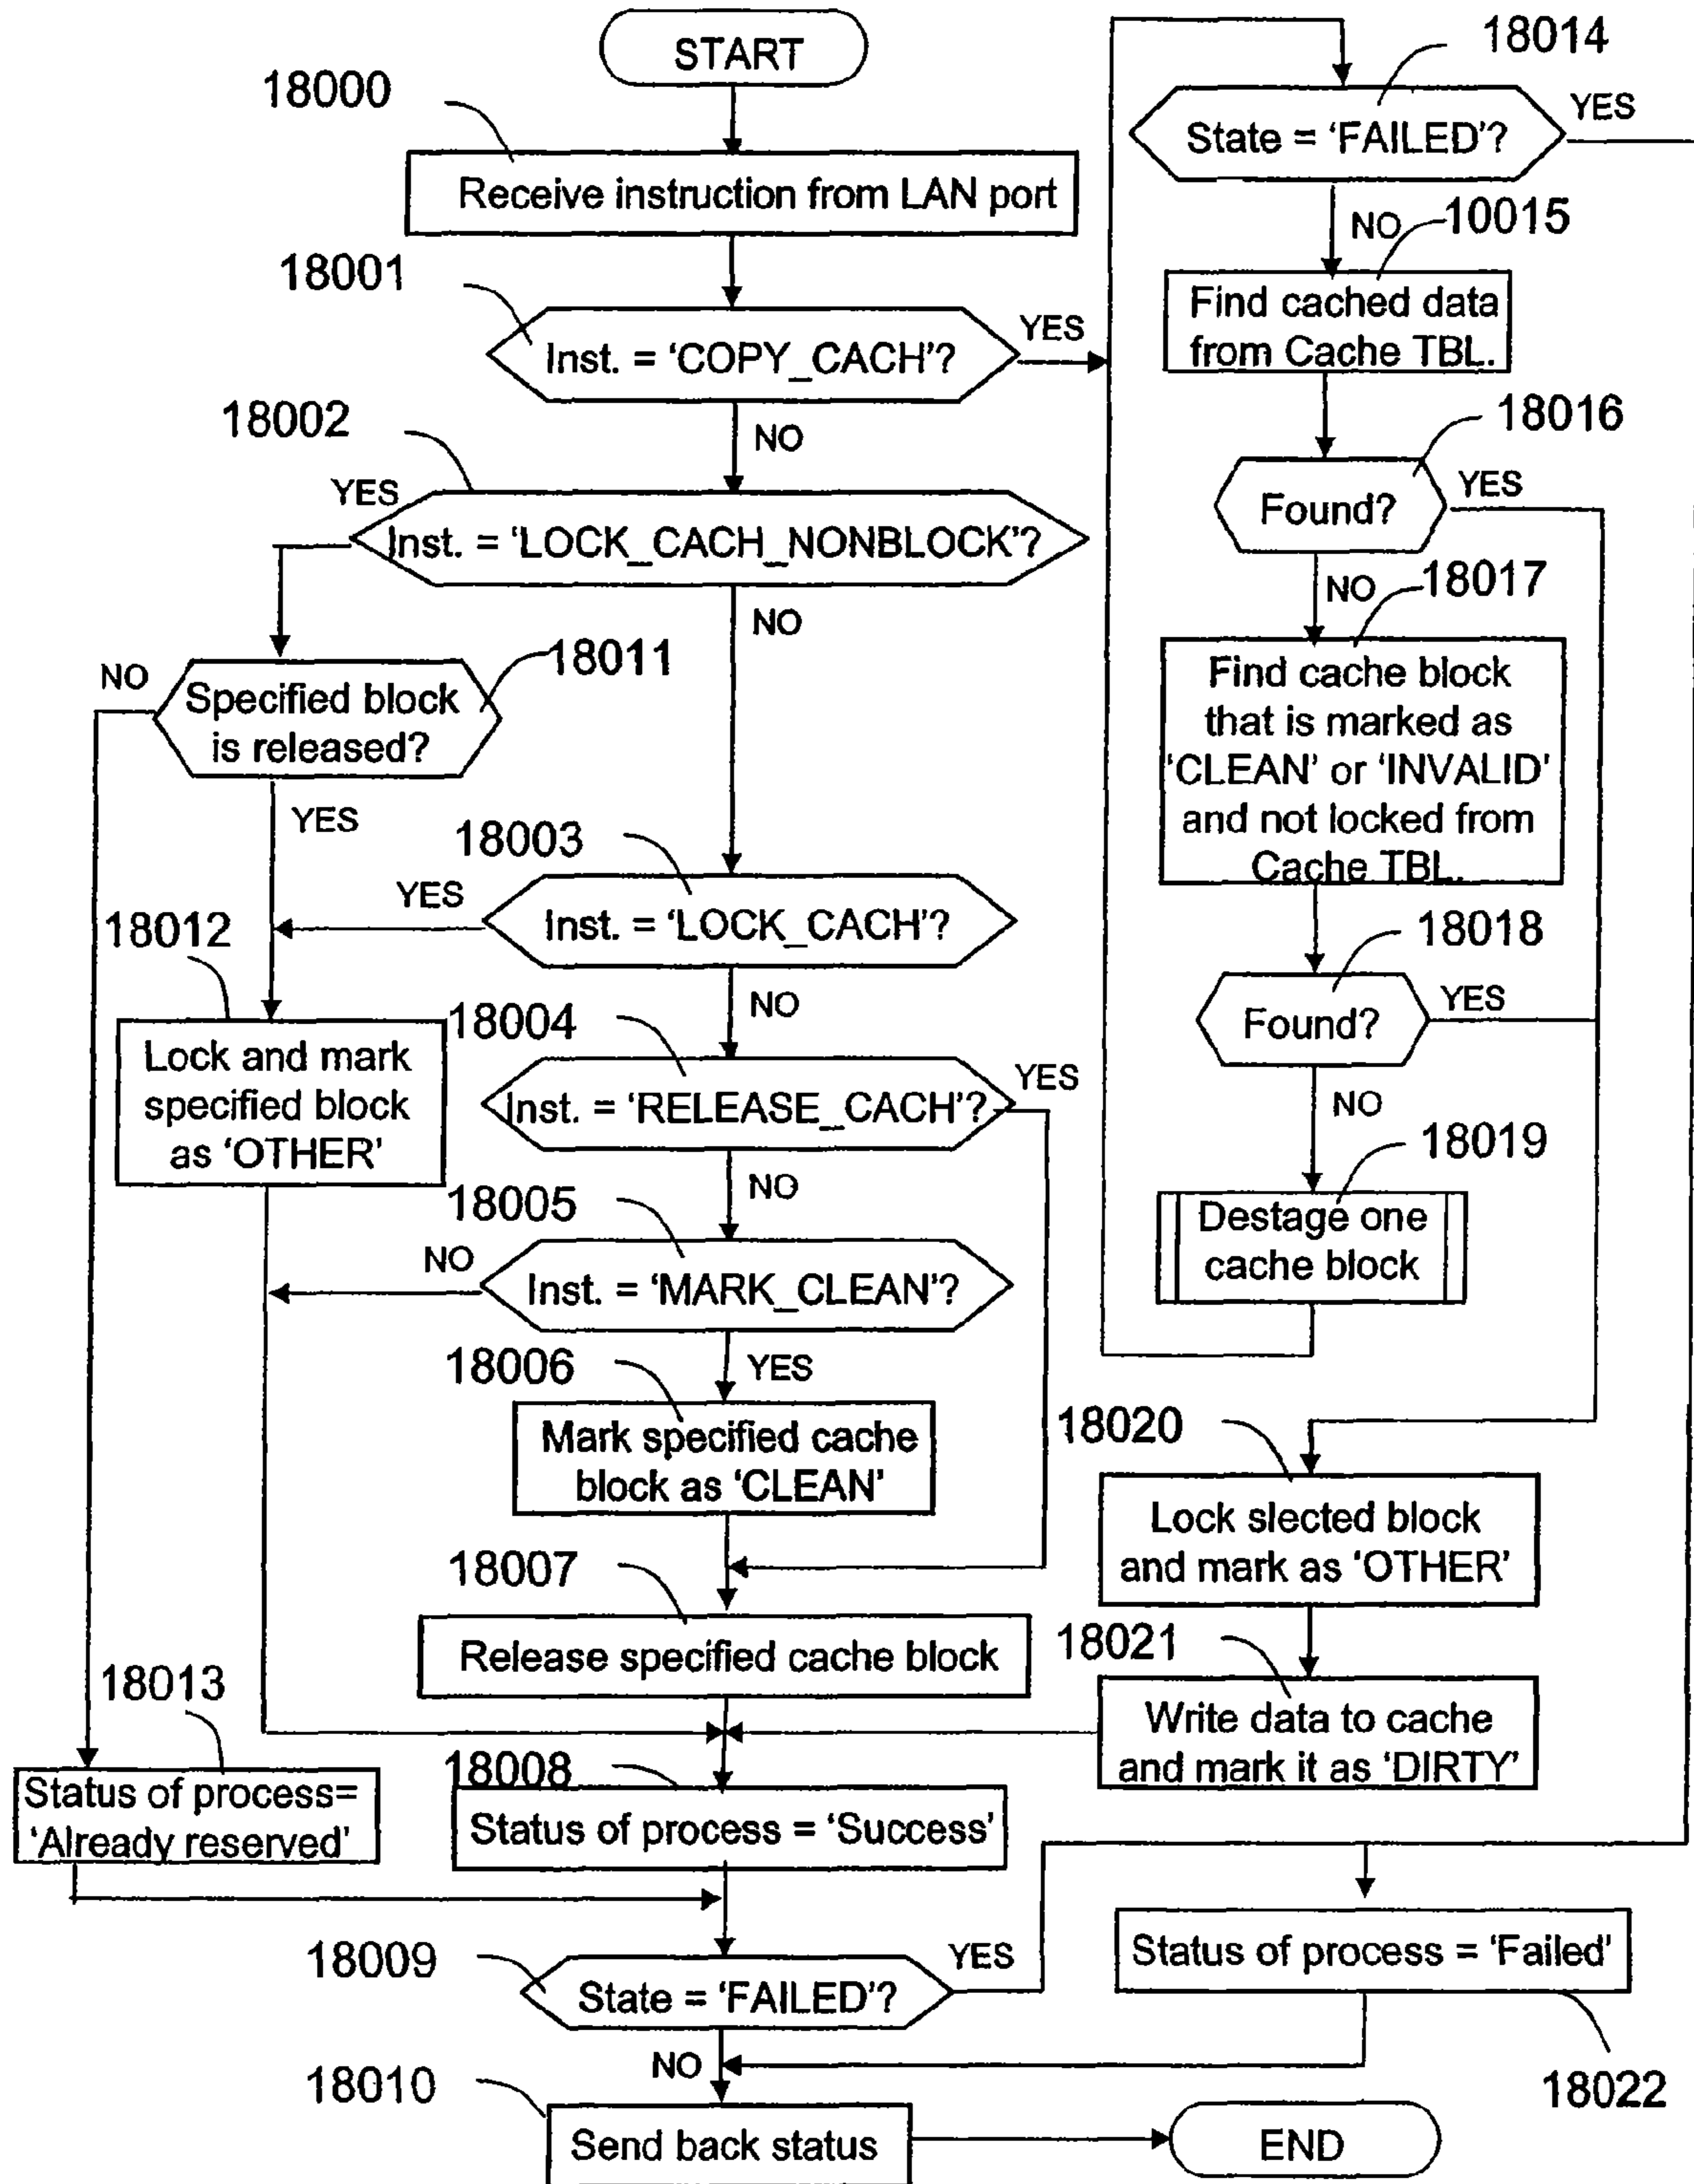 START
18000
Receive instruction from LAN port
18001
Inst. = ‘COPY_CACH’?
YES
NO
18002
YES
Inst. = ‘LOCK_CACH_NONBLOCK’?
NO
18011
NO
Specified block
is released?
YES
18003
YES
Inst. = ‘LOCK_CACH’?
NO
18012
Lock and mark
specified block
as ‘OTHER’
18004
Inst. = ‘RELEASE_CACH’?
YES
NO
18005
NO
Inst. = ‘MARK_CLEAN’?
YES
18006
Mark specified cache
block as ‘CLEAN’
18007
Release specified cache block
18013
Status of process=
‘Already reserved’
18008
Status of process = ‘Success’
18009
State = ‘FAILED’?
YES
NO
18010
Send back status
END
18014
State = ‘FAILED’?
YES
NO
10015
Find cached data
from Cache TBL.
18016
Found?
YES
NO
18017
Find cache block
that is marked as
‘CLEAN’ or ‘INVALID’
and not locked from
Cache TBL.
18018
Found?
YES
NO
18019
Destage one
cache block
18020
Lock slected block
and mark as ‘OTHER’
18021
Write data to cache
and mark it as ‘DIRTY’
Status of process = ‘Failed’
18022